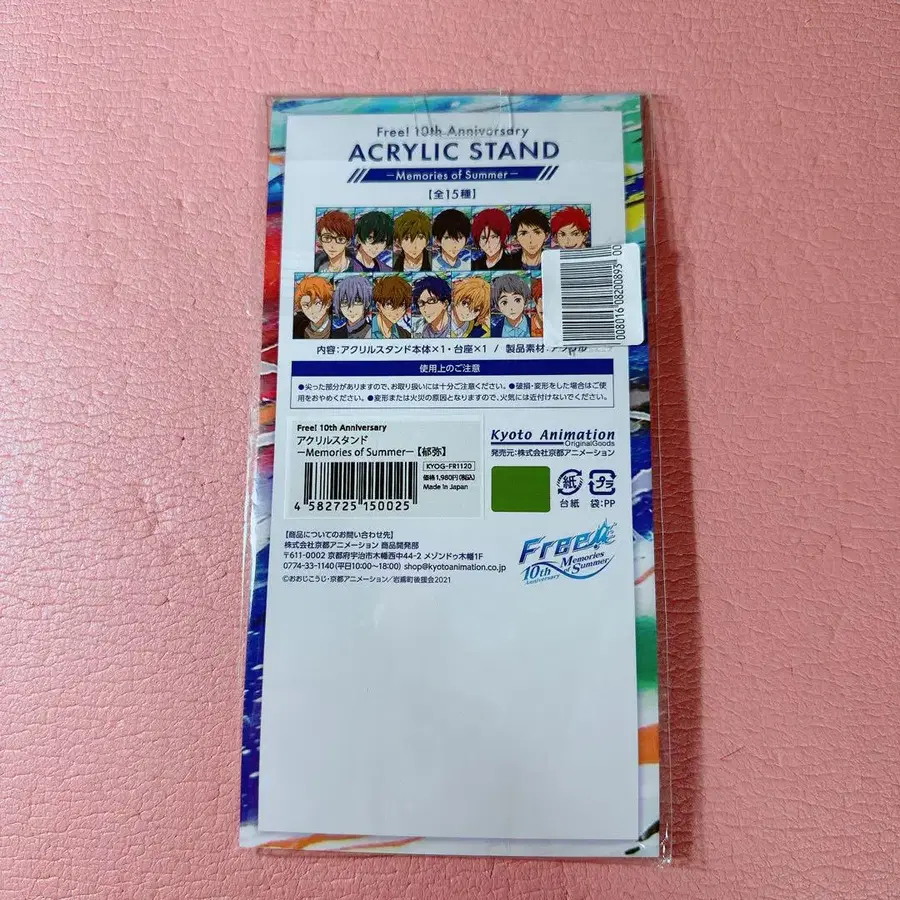 Free! 10th Anniversary
ACRYLIC STAND
—Memories of Summer—
【全15種】
008016 08200893 00
内容:アクリルスタンド本体×1・台座×1 / 製品素材:アクリル
使用上のご注意
●尖った部分がありますので、お取り扱いには十分ご注意ください。●破損・変形をした場合はご使
用をおやめください。●変形または火災の原因となりますので、火気には近付けないでください。
Free! 10th Anniversary
アクリルスタンド
—Memories of Summer—【郁弥】
KYOG-FR1120
価格1,980円(税込)
Made in Japan
4 582725 150025
Kyoto Animation
OriginalGoods
発売元:株式会社京都アニメーション
紙 プラ
台紙 袋:PP
【商品についてのお問い合わせ先】
株式会社京都アニメーション 商品開発部
〒611-0002 京都府宇治市木幡西中44-2 メゾンドゥ木幡1F
0774-33-1140(平日10:00〜18:00) shop@kyotoanimation.co.jp
©おおじこうじ・京都アニメーション/岩鳶町後援会2021
Free!
10th Anniversary
Memories of Summer